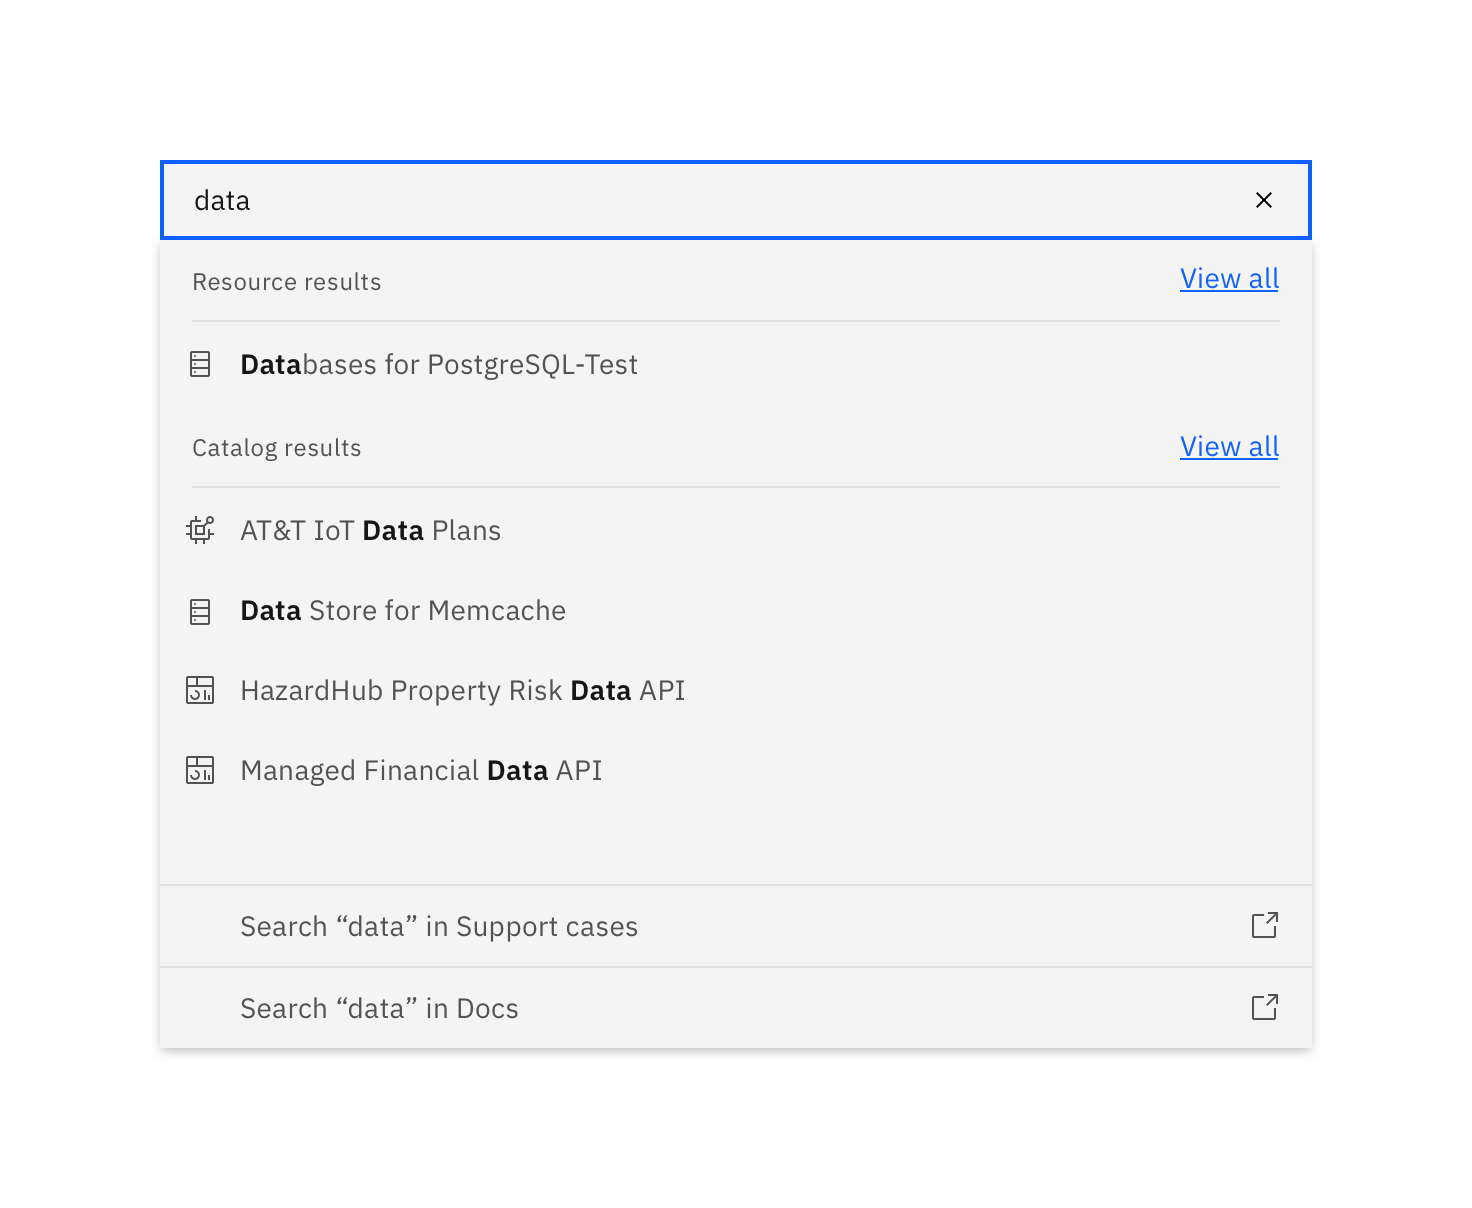 data
Resource results
View all
Databases for PostgreSQL-Test
Catalog results
View all
AT&T IoT Data Plans
Data Store for Memcache
HazardHub Property Risk Data API
Managed Financial Data API
Search “data” in Support cases
Search “data” in Docs